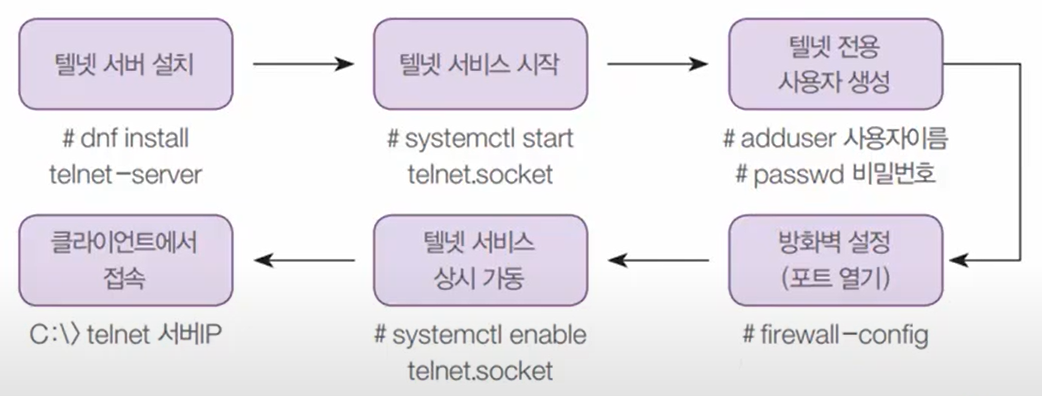 텔넷 서버 설치
# dnf install
telnet-server
텔넷 서비스 시작
# systemctl start
telnet.socket
텔넷 전용
사용자 생성
# adduser 사용자이름
# passwd 비밀번호
방화벽 설정
(포트 열기)
# firewall-config
텔넷 서비스
상시 가동
# systemctl enable
telnet.socket
클라이언트에서
접속
C:\> telnet 서버IP